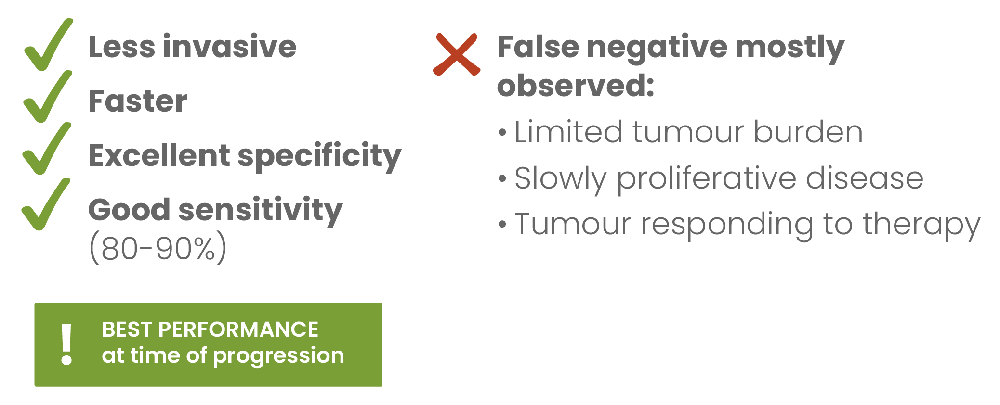 Less invasive
Faster
Excellent specificity
Good sensitivity
(80-90%)
! BEST PERFORMANCE
at time of progression
False negative mostly
observed:
• Limited tumour burden
• Slowly proliferative disease
• Tumour responding to therapy